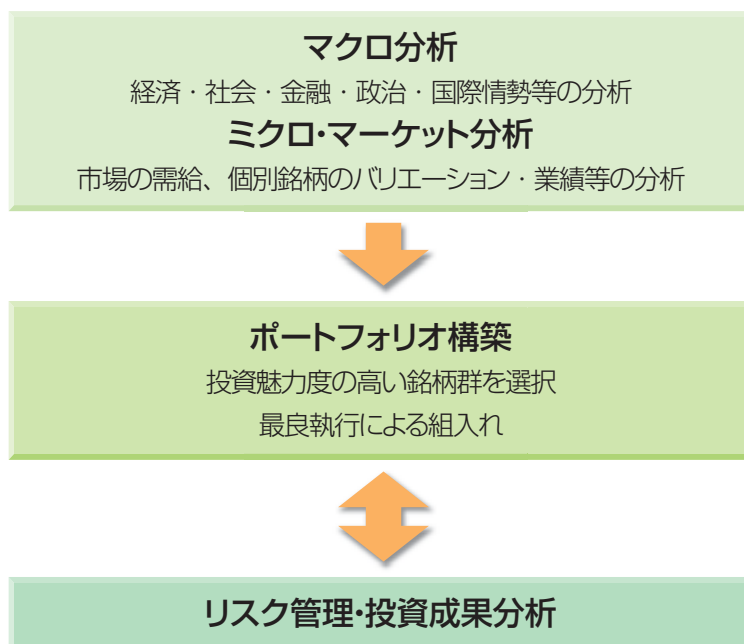 マクロ分析
経済・社会・金融・政治・国際情勢等の分析
ミクロ・マーケット分析
市場の需給、個別銘柄のバリエーション・業績等の分析
ポートフォリオ構築
投資魅力度の高い銘柄群を選択
最良執行による組入れ
リスク管理・投資成果分析